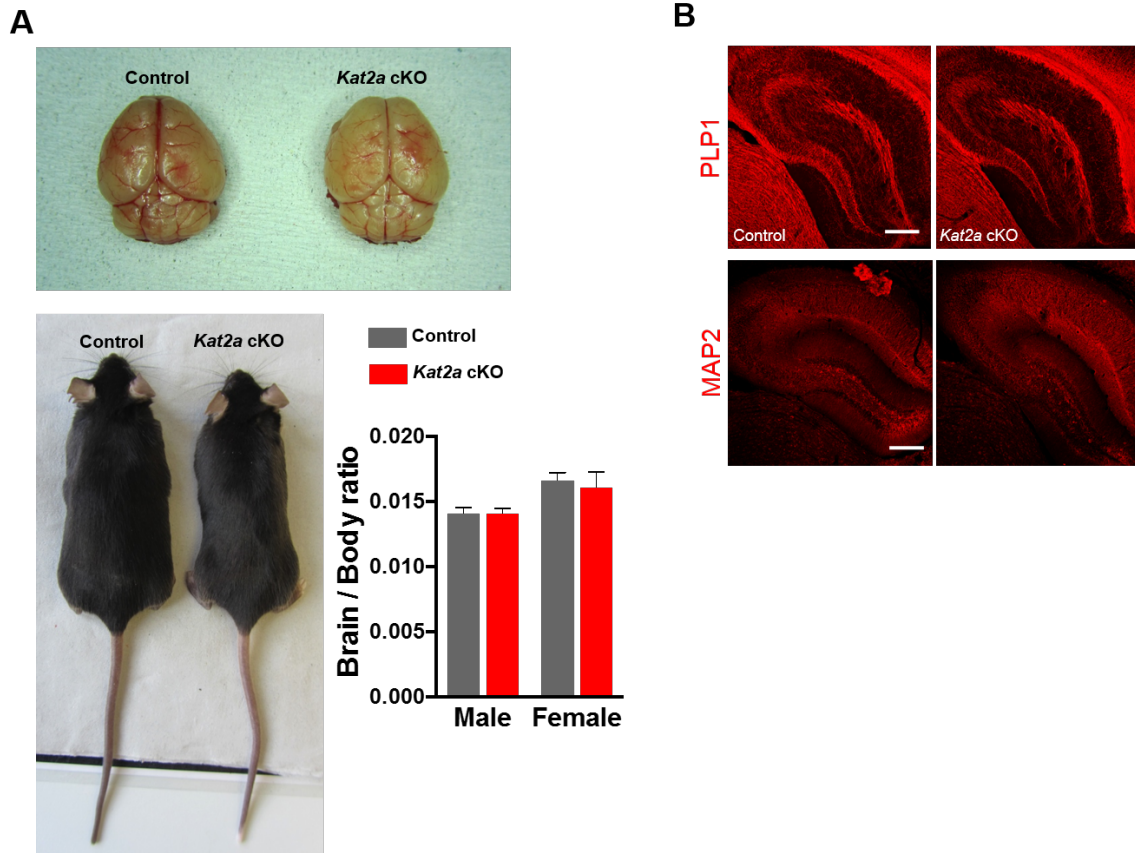 A
Control Kat2a cKO
Control Kat2a cKO
Control
Kat2a cKO
Brain / Body ratio
0.020
0.015
0.010
0.005
0.000
Male Female
B
PLP1
Control Kat2a cKO
MAP2